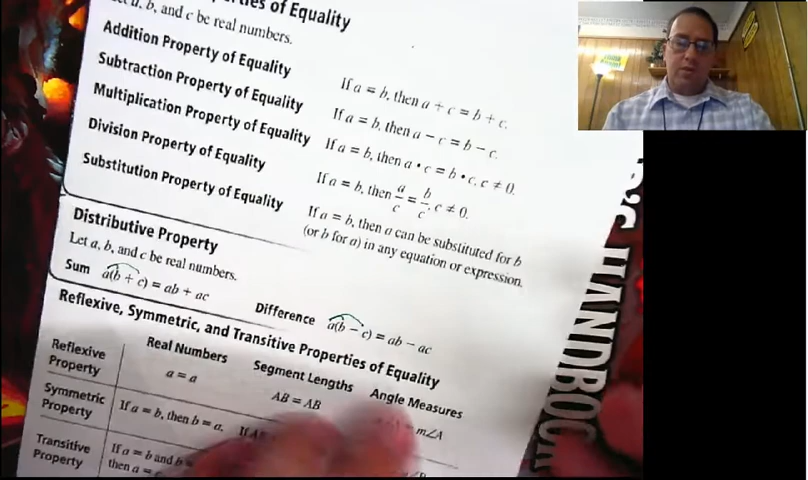 ties of Equality
b, and c be real numbers.
Addition Property of Equality
If a = b, then a + c = b + c.
Subtraction Property of Equality
If a = b, then a − c = b − c.
Multiplication Property of Equality
If a = b, then a • c = b • c, c ≠ 0.
Division Property of Equality
If a = b, then a/c = b/c, c ≠ 0.
Substitution Property of Equality
If a = b, then a can be substituted for b
(or b for a) in any equation or expression.
Distributive Property
Let a, b, and c be real numbers.
Sum a(b + c) = ab + ac
Difference a(b − c) = ab − ac
Reflexive, Symmetric, and Transitive Properties of Equality
Real Numbers Segment Lengths Angle Measures
Reflexive
Property
a = a
AB = AB
= m∠A
Symmetric
Property
If a = b, then b = a.
If
Transitive
Property
If a = b and b =
then a =
HANDBOOK